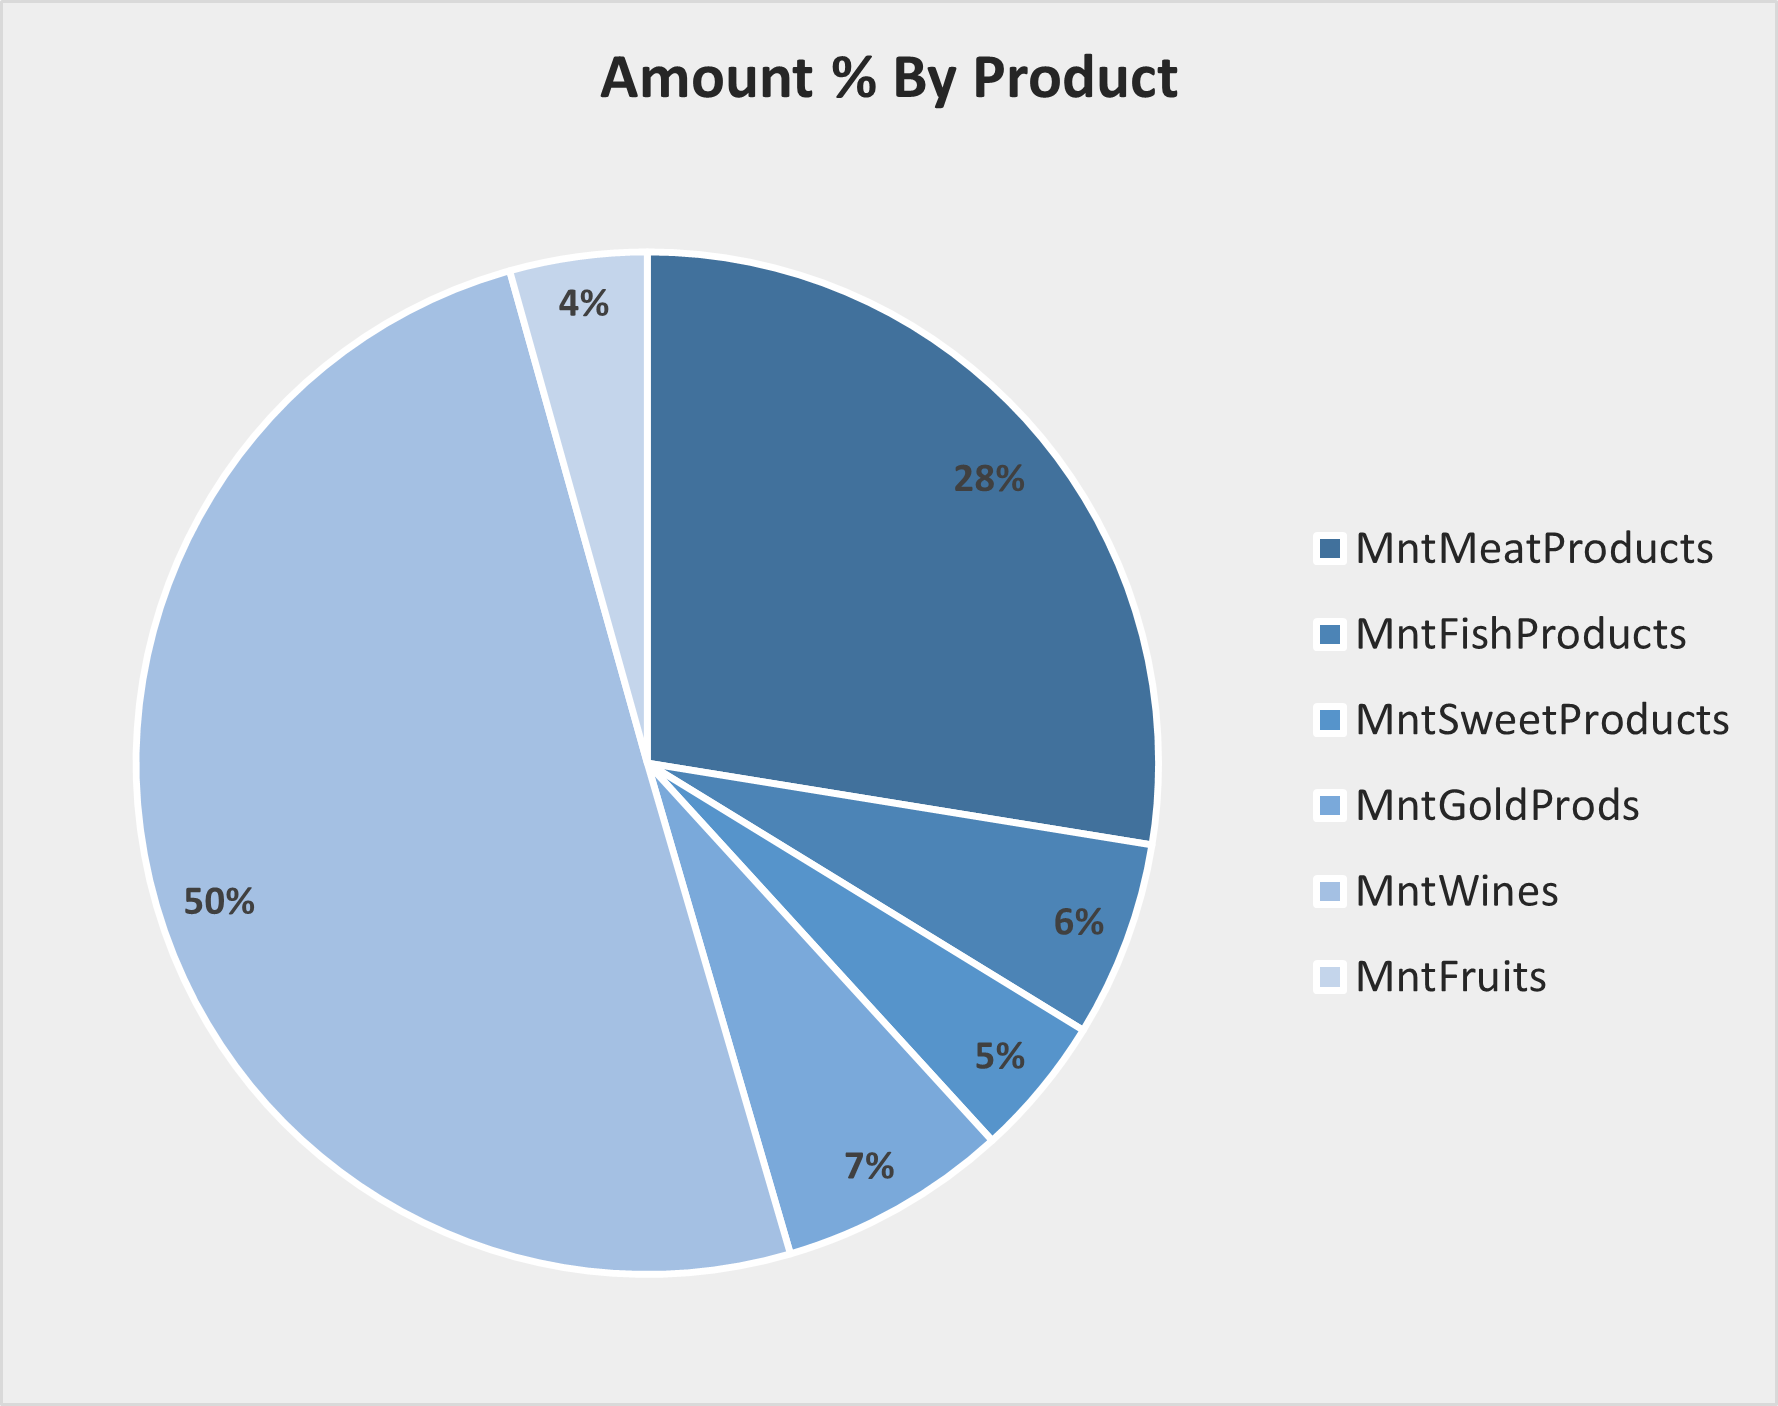 Amount % By Product
4%
28%
50%
6%
5%
7%
MntMeatProducts
MntFishProducts
MntSweetProducts
MntGoldProds
MntWines
MntFruits